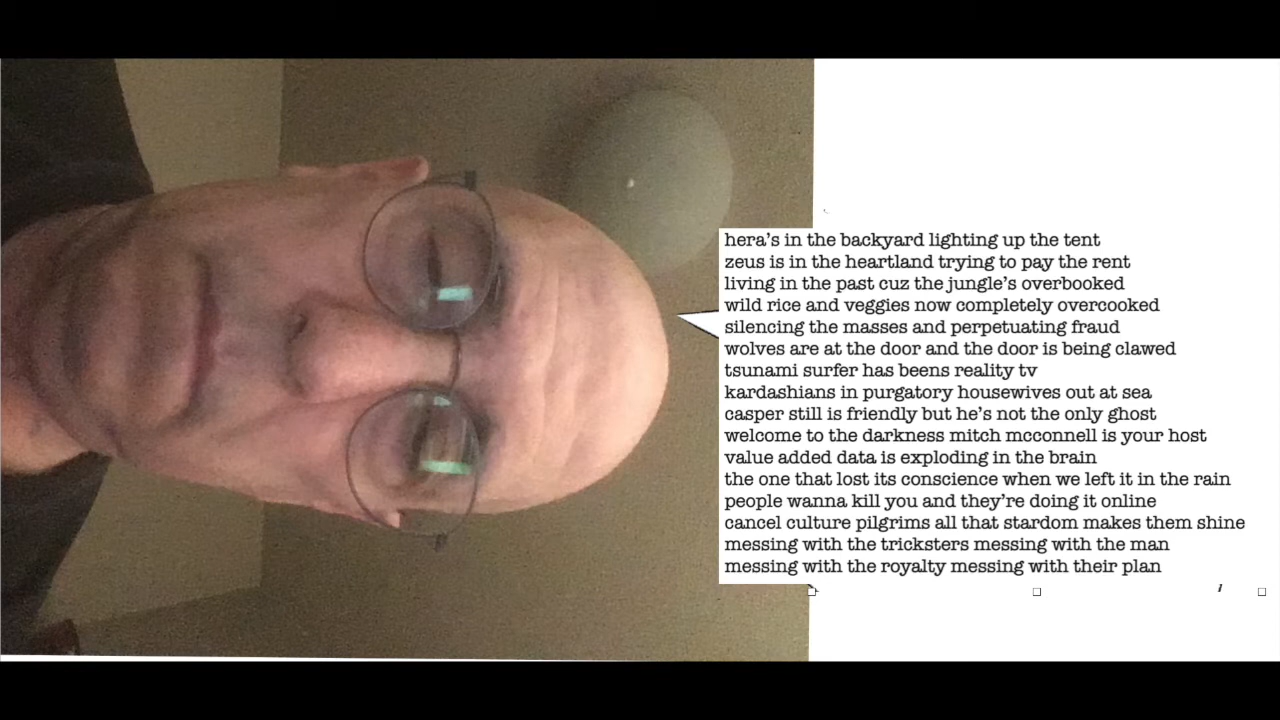 hera's in the backyard lighting up the tent
zeus is in the heartland trying to pay the rent
living in the past cuz the jungle's overbooked
wild rice and veggies now completely overcooked
silencing the masses and perpetuating fraud
wolves are at the door and the door is being clawed
tsunami surfer has beens reality tv
kardashians in purgatory housewives out at sea
casper still is friendly but he's not the only ghost
welcome to the darkness mitch mcconnell is your host
value added data is exploding in the brain
the one that lost its conscience when we left it in the rain
people wanna kill you and they're doing it online
cancel culture pilgrims all that stardom makes them shine
messing with the tricksters messing with the man
messing with the royalty messing with their plan